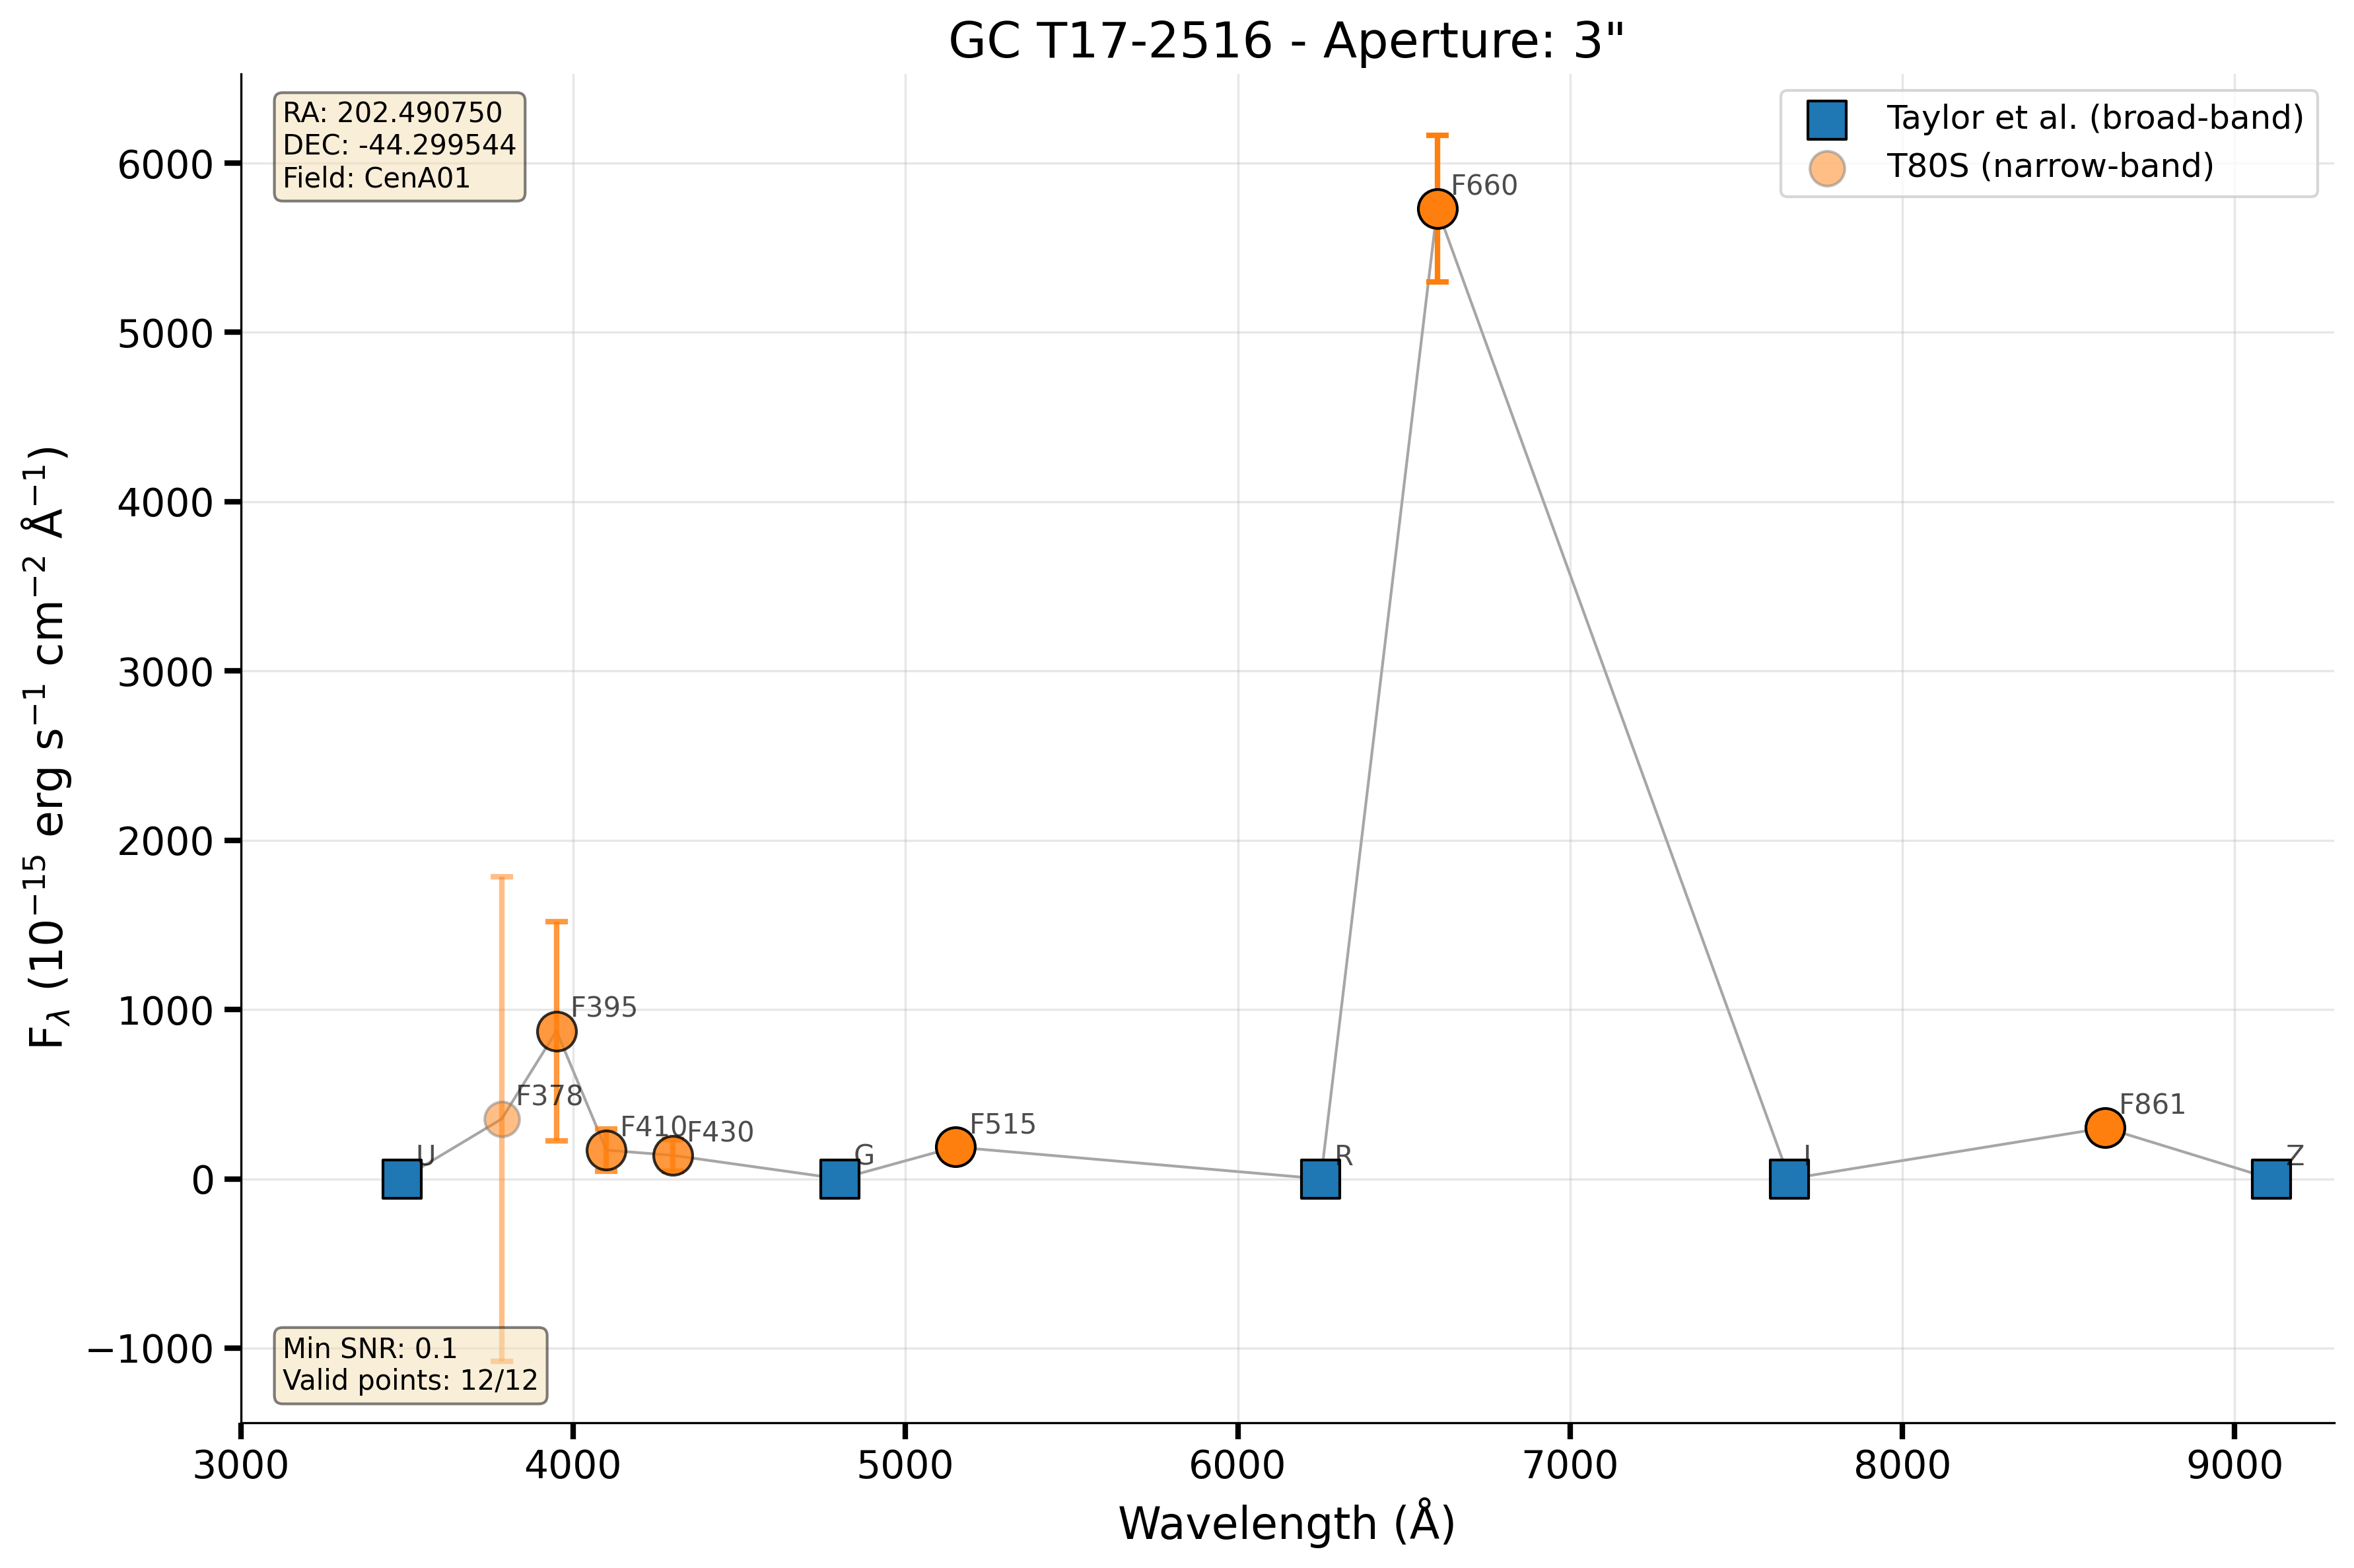 GC T17-2516 - Aperture: 3"
RA: 202.490750
DEC: -44.299544
Field: CenA01
Taylor et al. (broad-band)
T80S (narrow-band)
F660
F395
F378
F410
F430
F515
F861
U
G
R
I
Z
Min SNR: 0.1
Valid points: 12/12
6000
5000
4000
3000
2000
1000
0
−1000
3000 4000 5000 6000 7000 8000 9000
Wavelength (Å)
Fλ (10⁻¹⁵ erg s⁻¹ cm⁻² Å⁻¹)